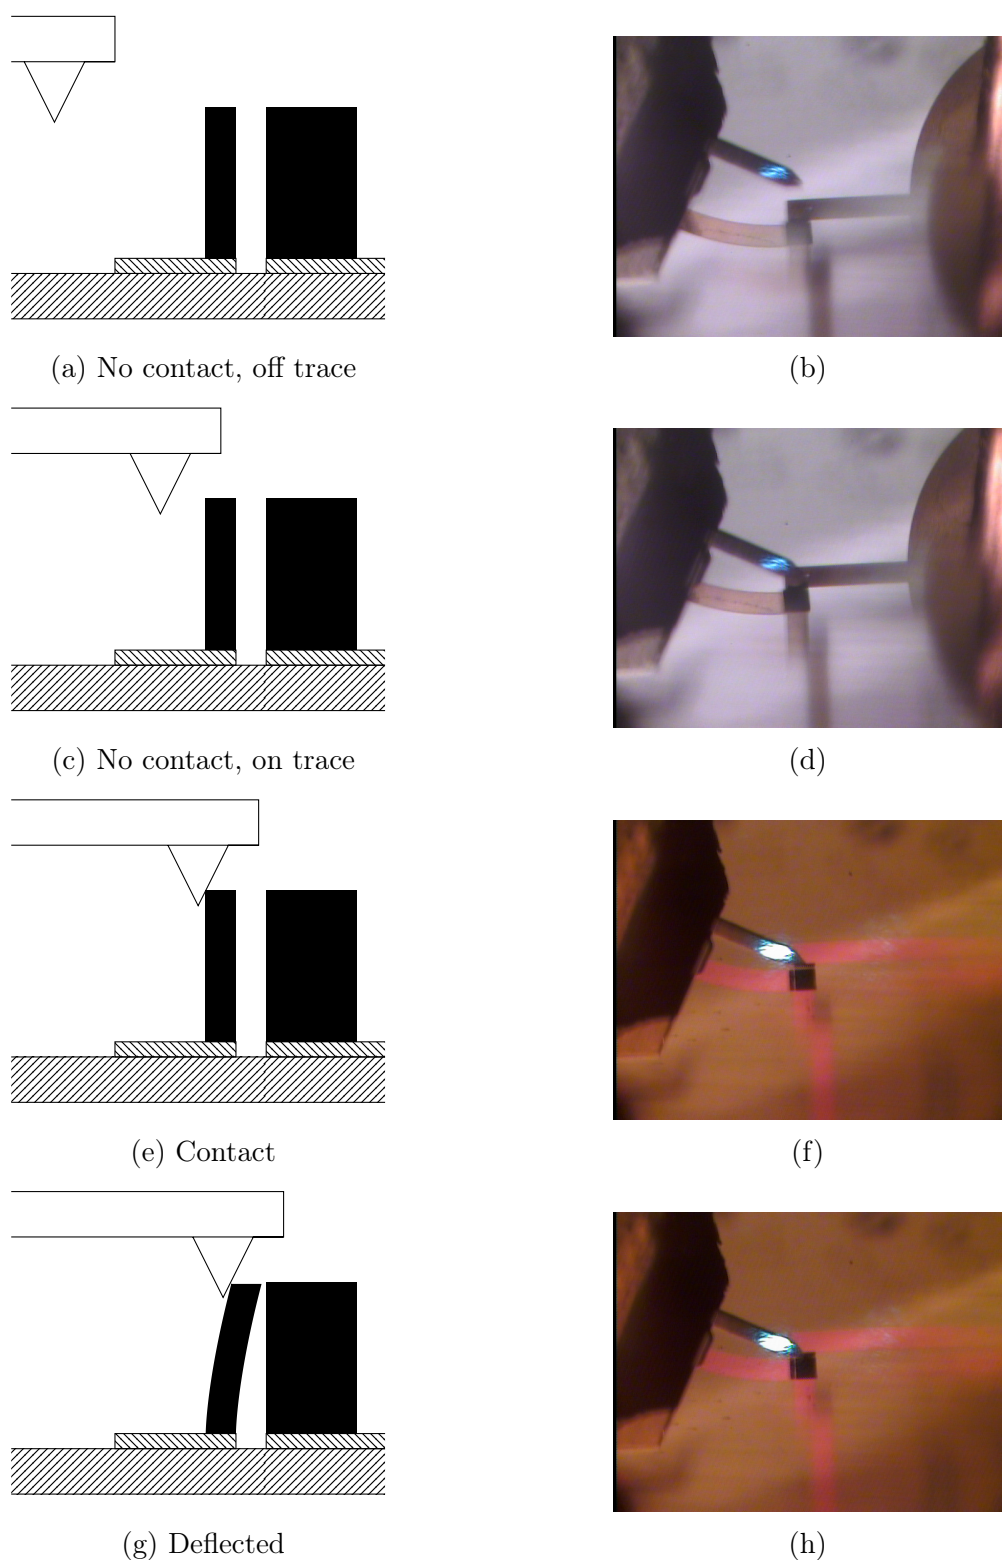 (a) No contact, off trace
(b)
(c) No contact, on trace
(d)
(e) Contact
(f)
(g) Deflected
(h)